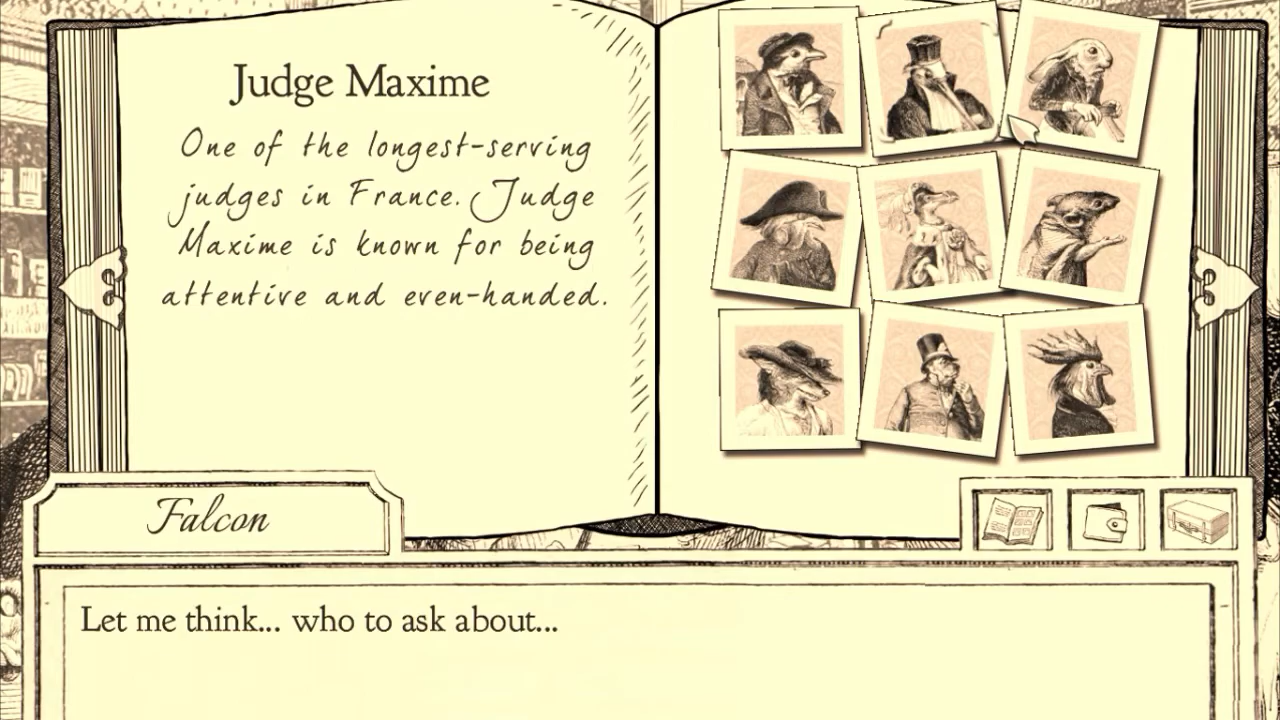 Judge Maxime
One of the longest-serving
judges in France. Judge
Maxime is known for being
attentive and even-handed.
Falcon
Let me think... who to ask about...